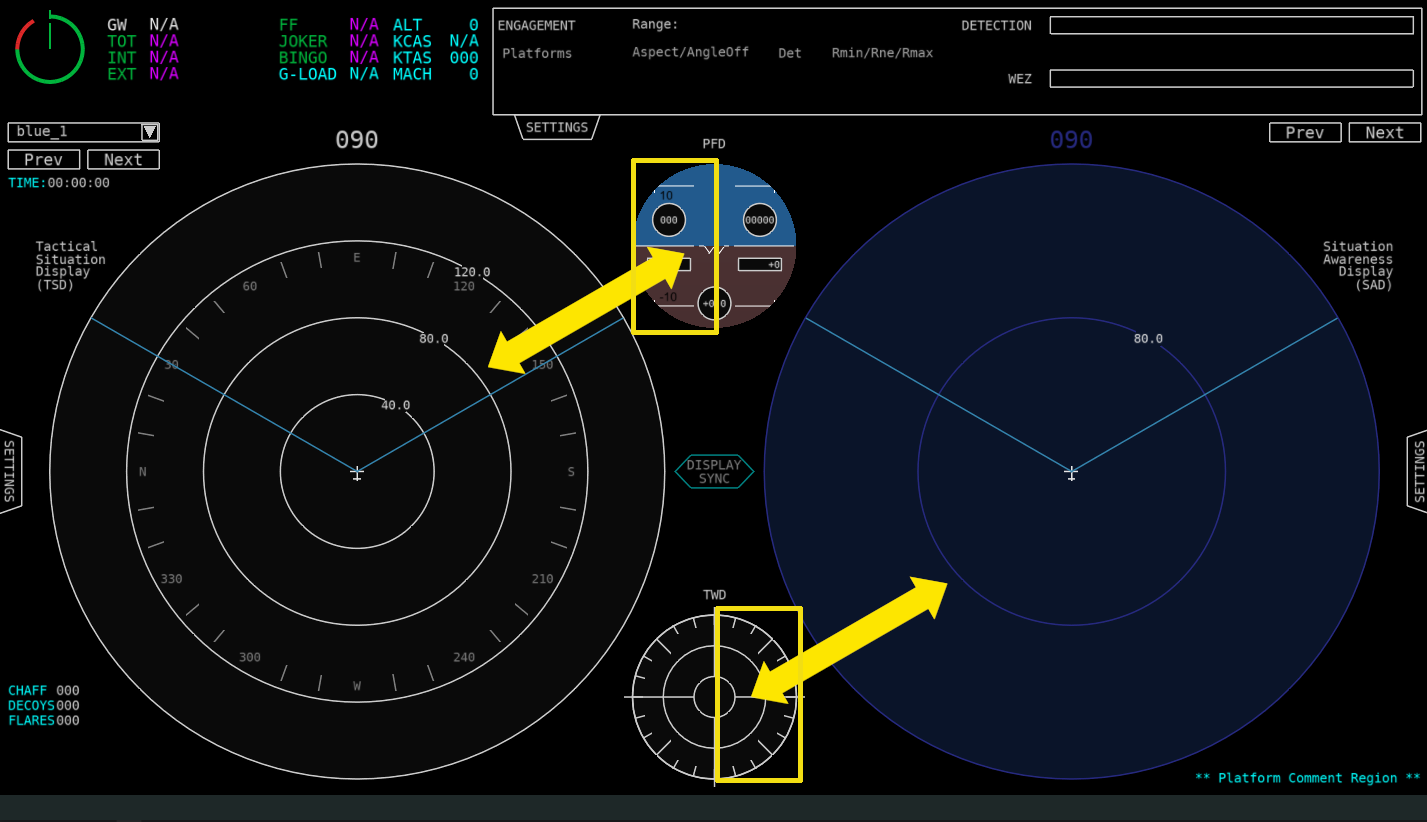 GW N/A
TOT N/A
INT N/A
EXT N/A
FF N/A
JOKER N/A
BINGO N/A
G-LOAD N/A
ALT 0
KCAS N/A
KTAS 000
MACH 0
ENGAGEMENT
Range:
DETECTION
Platforms
Aspect/AngleOff
Det
Rmin/Rne/Rmax
WEZ
SETTINGS
blue_1
Prev
Next
TIME:00:00:00
090
PFD
090
Prev
Next
Tactical
Situation
Display
(TSD)
E
60
120.0
120
80.0
30
150
40.0
N
S
330
210
300
240
W
10
000
00000
+0
-10
DISPLAY
SYNC
Situation
Awareness
Display
(SAD)
80.0
SETTINGS
SETTINGS
TWD
CHAFF 000
DECOYS 000
FLARES 000
** Platform Comment Region **